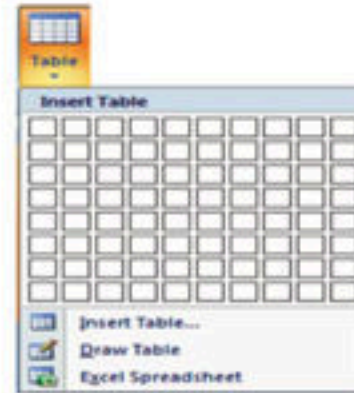 Table
Insert Table
Insert Table...
Draw Table
Excel Spreadsheet